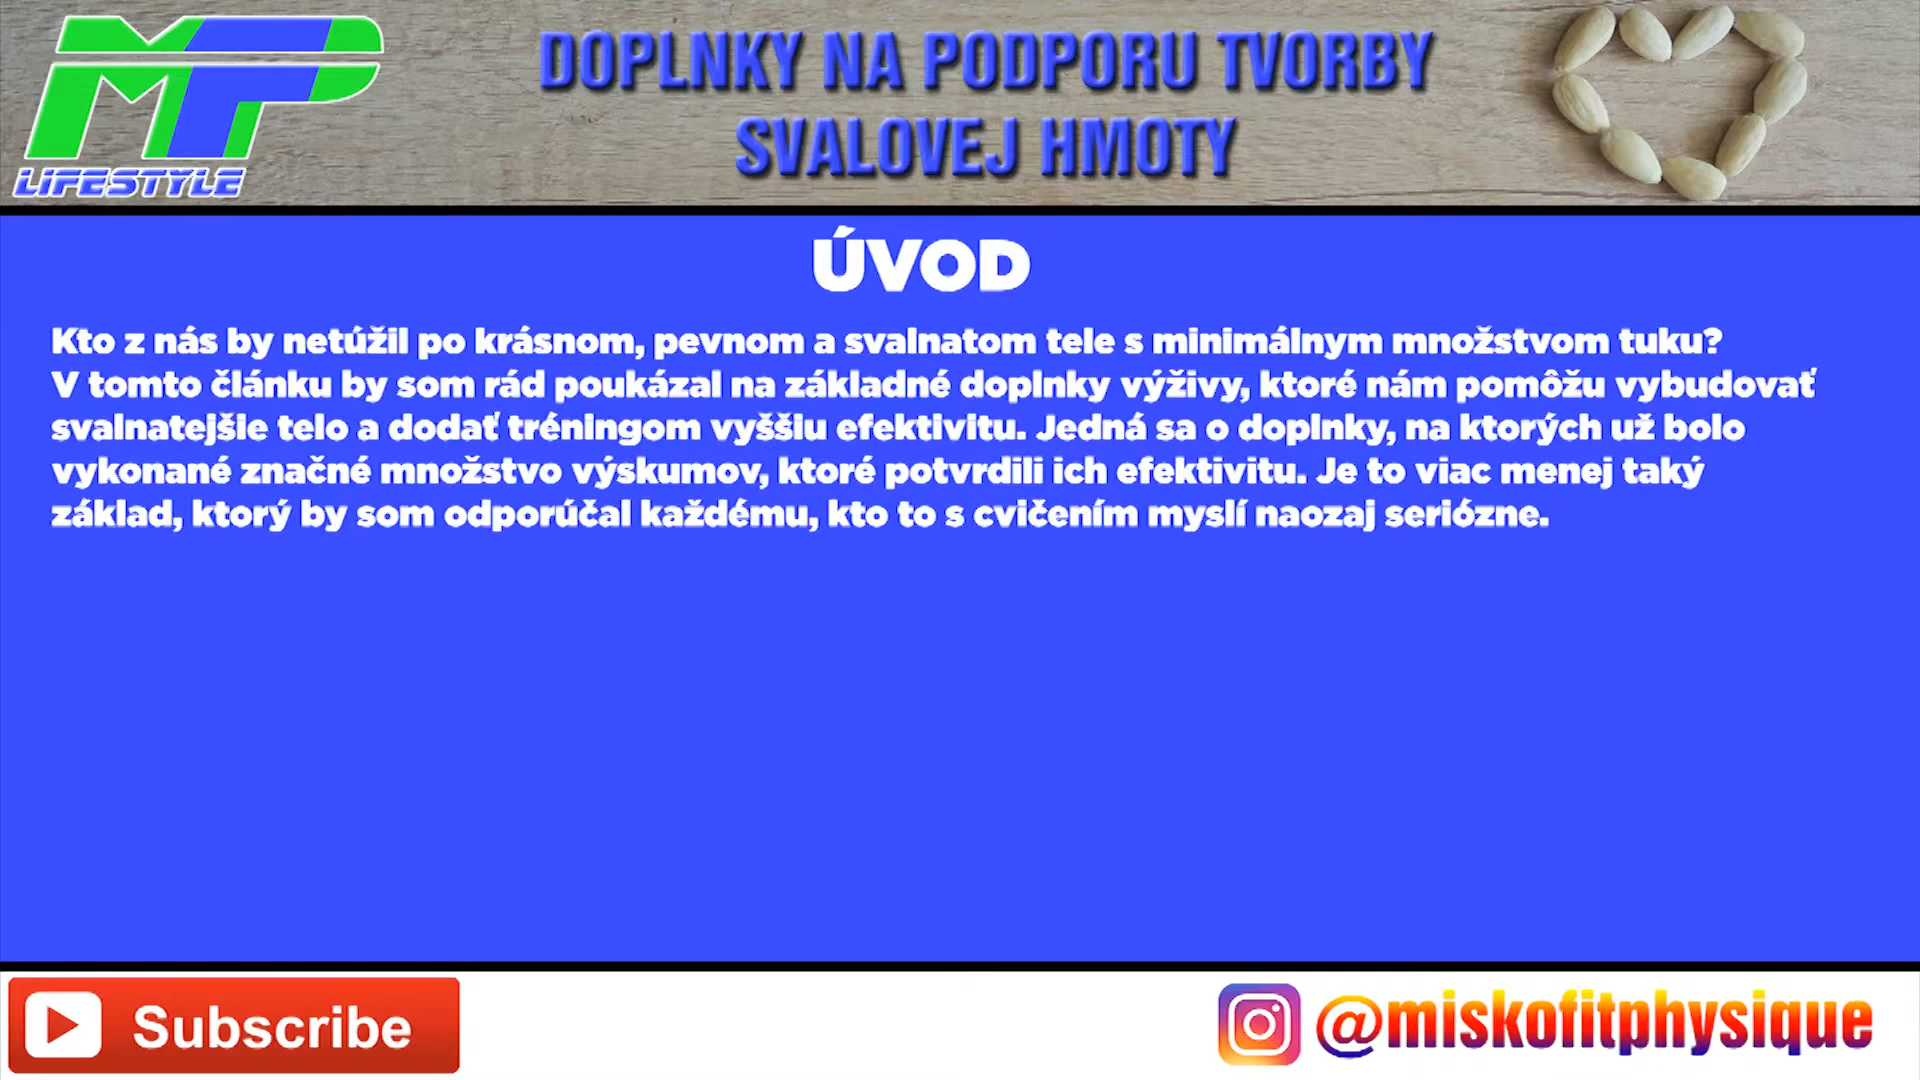 MFP
LIFESTYLE
DOPLNKY NA PODPORU TVORBY
SVALOVEJ HMOTY
ÚVOD
Kto z nás by netúžil po krásnom, pevnom a svalnatom tele s minimálnym množstvom tuku?
V tomto článku by som rád poukázal na základné doplnky výživy, ktoré nám pomôžu vybudovať
svalnatejšie telo a dodať tréningom vyššiu efektivitu. Jedná sa o doplnky, na ktorých už bolo
vykonané značné množstvo výskumov, ktoré potvrdili ich efektivitu. Je to viac menej taký
základ, ktorý by som odporúčal každému, kto to s cvičením myslí naozaj seriózne.
Subscribe
@miskofitphysique